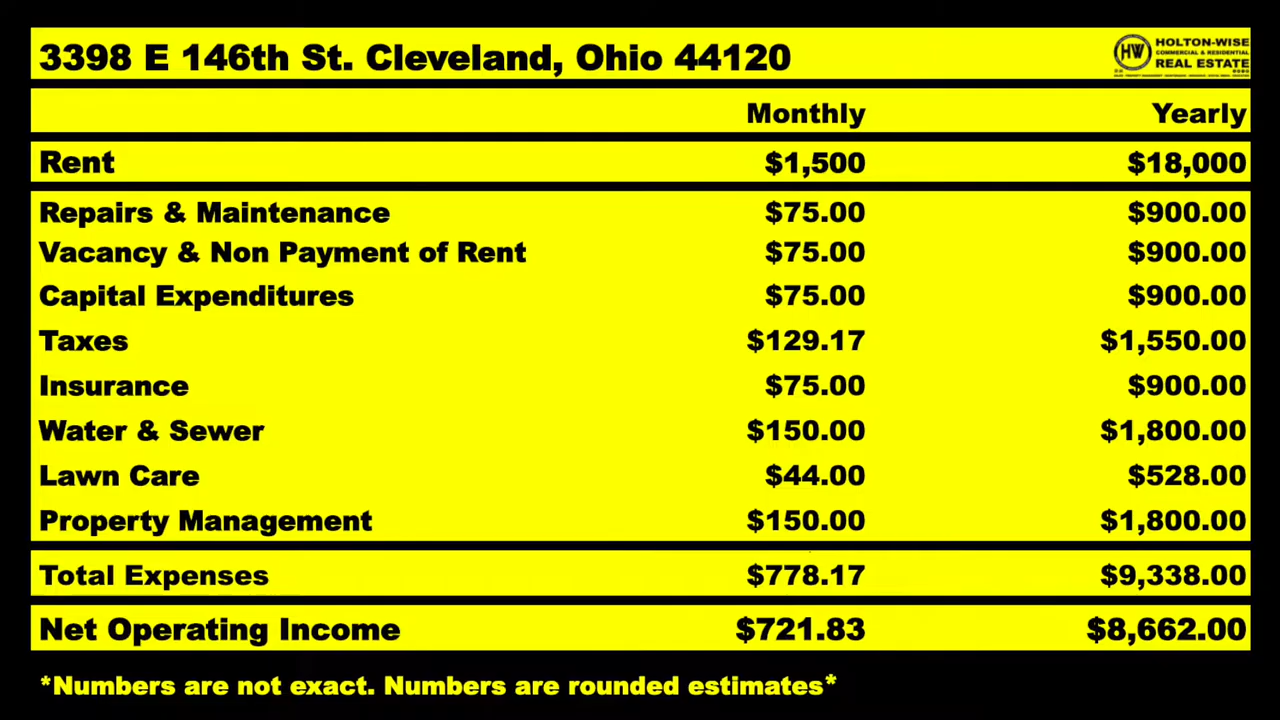 3398 E 146th St. Cleveland, Ohio 44120
HW
HOLTON-WISE
COMMERCIAL & RESIDENTIAL
REAL ESTATE
Monthly Yearly
Rent $1,500 $18,000
Repairs & Maintenance $75.00 $900.00
Vacancy & Non Payment of Rent $75.00 $900.00
Capital Expenditures $75.00 $900.00
Taxes $129.17 $1,550.00
Insurance $75.00 $900.00
Water & Sewer $150.00 $1,800.00
Lawn Care $44.00 $528.00
Property Management $150.00 $1,800.00
Total Expenses $778.17 $9,338.00
Net Operating Income $721.83 $8,662.00
*Numbers are not exact. Numbers are rounded estimates*